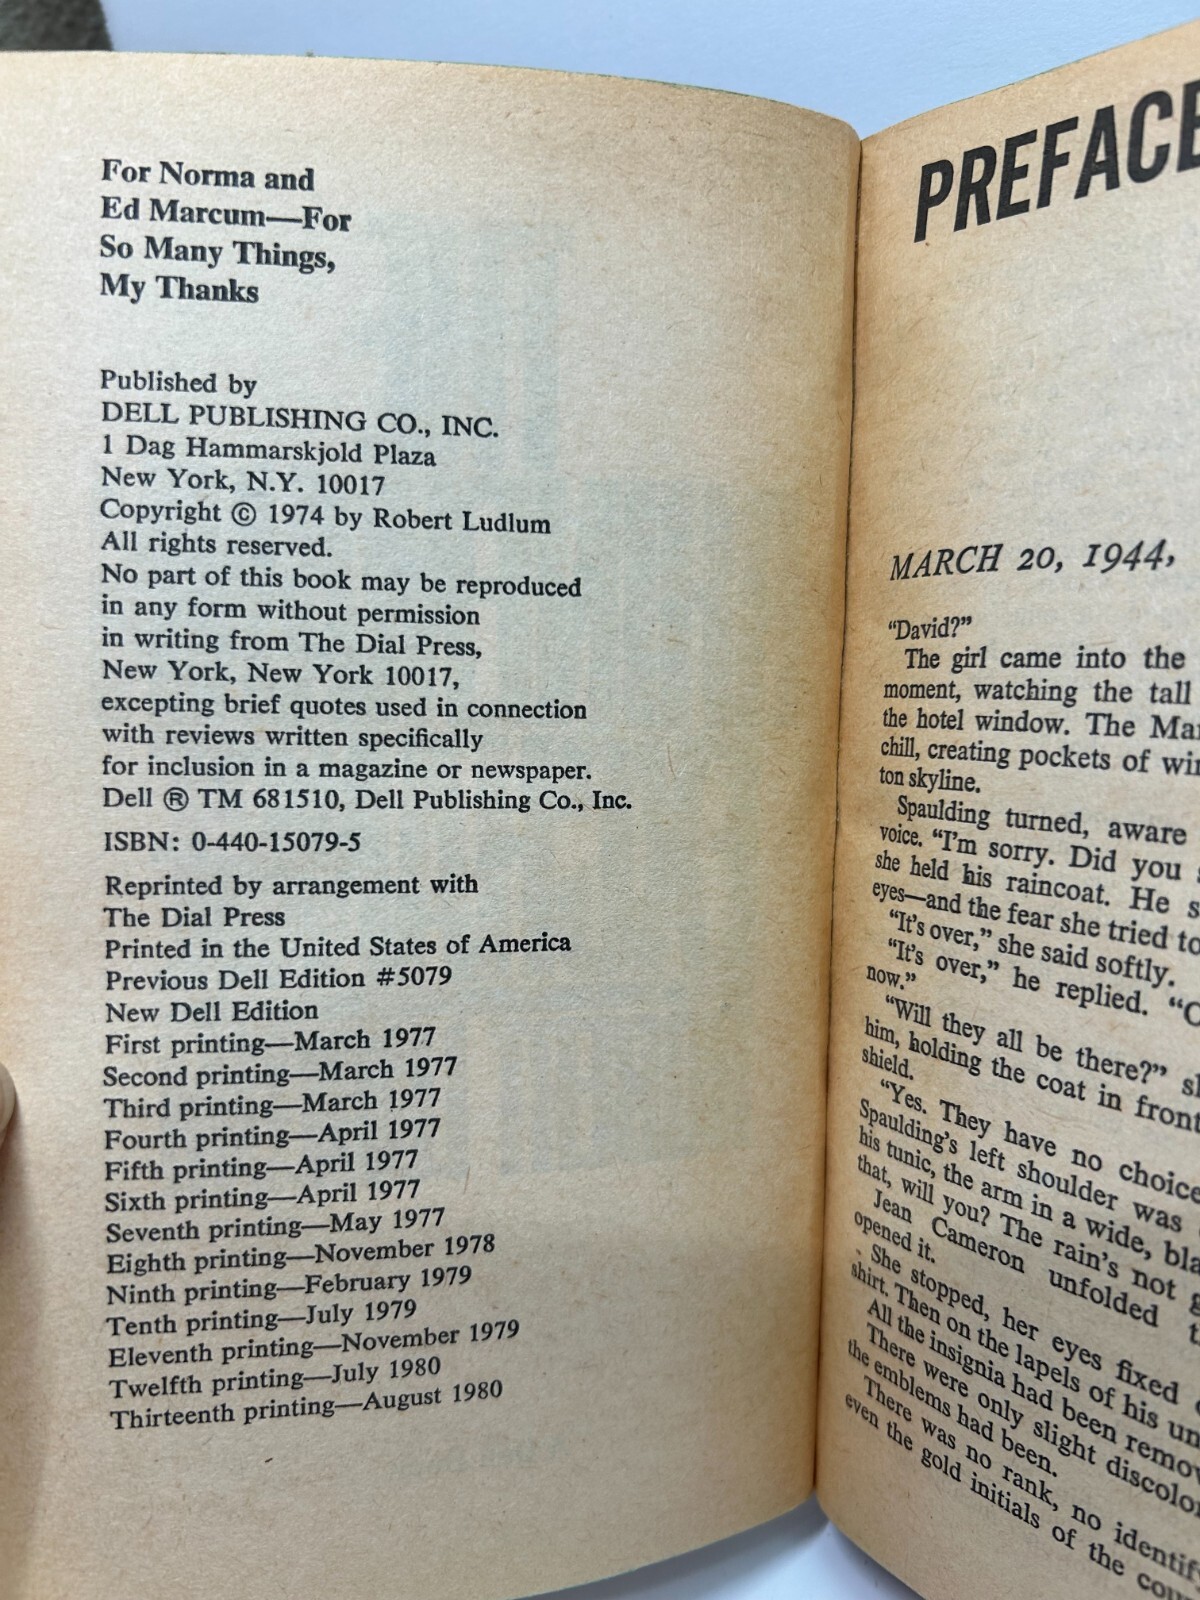 For Norma and
Ed Marcum—For
So Many Things,
My Thanks
Published by
DELL PUBLISHING CO., INC.
1 Dag Hammarskjold Plaza
New York, N.Y. 10017
Copyright © 1974 by Robert Ludlum
All rights reserved.
No part of this book may be reproduced
in any form without permission
in writing from The Dial Press,
New York, New York 10017,
excepting brief quotes used in connection
with reviews written specifically
for inclusion in a magazine or newspaper.
Dell ® TM 681510, Dell Publishing Co., Inc.
ISBN: 0-440-15079-5
Reprinted by arrangement with
The Dial Press
Printed in the United States of America
Previous Dell Edition #5079
New Dell Edition
First printing—March 1977
Second printing—March 1977
Third printing—March 1977
Fourth printing—April 1977
Fifth printing—April 1977
Sixth printing—April 1977
Seventh printing—May 1977
Eighth printing—November 1978
Ninth printing—February 1979
Tenth printing—July 1979
Eleventh printing—November 1979
Twelfth printing—July 1980
Thirteenth printing—August 1980
PREFACE
MARCH 20, 1944,
“David?”
The girl came into the
moment, watching the tall
the hotel window. The Mar
chill, creating pockets of win
ton skyline.
Spaulding turned, aware
voice. “I'm sorry. Did you
she held his raincoat. He s
eyes—and the fear she tried to
“It's over,” she said softly.
“It's over,” he replied. “O
now.”
“Will they all be there?” sh
him, holding the coat in front
shield.
“Yes. They have no choice
Spaulding's left shoulder was
his tunic, the arm in a wide, bla
that, will you? The rain's not g
Jean Cameron unfolded t
opened it.
She stopped, her eyes fixed
shirt. Then on the lapels of his un
All the insignia had been remov
There were only slight discolor
the emblems had been.
There was no rank, no identify
even the gold initials of the cou